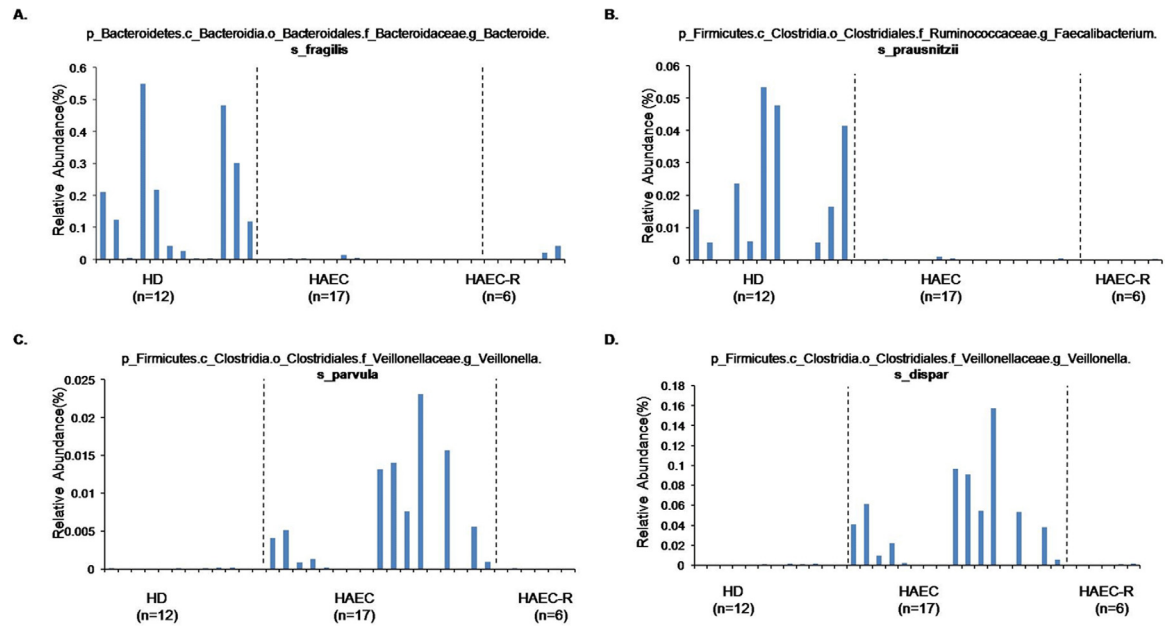 A.
p_Bacteroidetes.c_Bacteroidia.o_Bacteroidales.f_Bacteroidaceae.g_Bacteroide.
s_fragilis
Relative Abundance(%)
0.6
0.5
0.4
0.3
0.2
0.1
0
HD
(n=12)
HAEC
(n=17)
HAEC-R
(n=6)
B.
p_Firmicutes.c_Clostridia.o_Clostridiales.f_Ruminococcaceae.g_Faecalibacterium.
s_prausnitzii
Relative Abundance (%)
0.06
0.05
0.04
0.03
0.02
0.01
0
HD
(n=12)
HAEC
(n=17)
HAEC-R
(n=6)
C.
p_Firmicutes.c_Clostridia.o_Clostridiales.f_Veillonellaceae.g_Veillonella.
s_parvula
Relative Abundance(%)
0.025
0.02
0.015
0.01
0.005
0
HD
(n=12)
HAEC
(n=17)
HAEC-R
(n=6)
D.
p_Firmicutes.c_Clostridia.o_Clostridiales.f_Veillonellaceae.g_Veillonella.
s_dispar
Relative Abundance(%)
0.18
0.16
0.14
0.12
0.1
0.08
0.06
0.04
0.02
0
HD
(n=12)
HAEC
(n=17)
HAEC-R
(n=6)